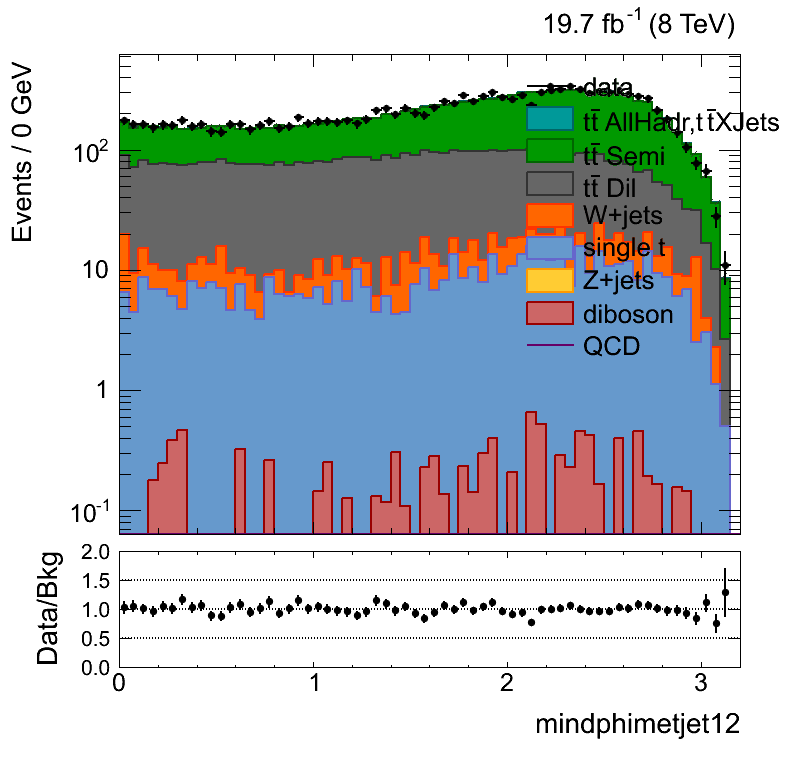 19.7 fb⁻¹ (8 TeV)
Events / 0 GeV
10²
10
1
10⁻¹
data
tt̄ AllHadr,tt̄XJets
tt̄ Semi
tt̄ Dil
W+jets
single t
Z+jets
diboson
QCD
Data/Bkg
2.0
1.5
1.0
0.5
0.0
0 1 2 3
mindphimetjet12